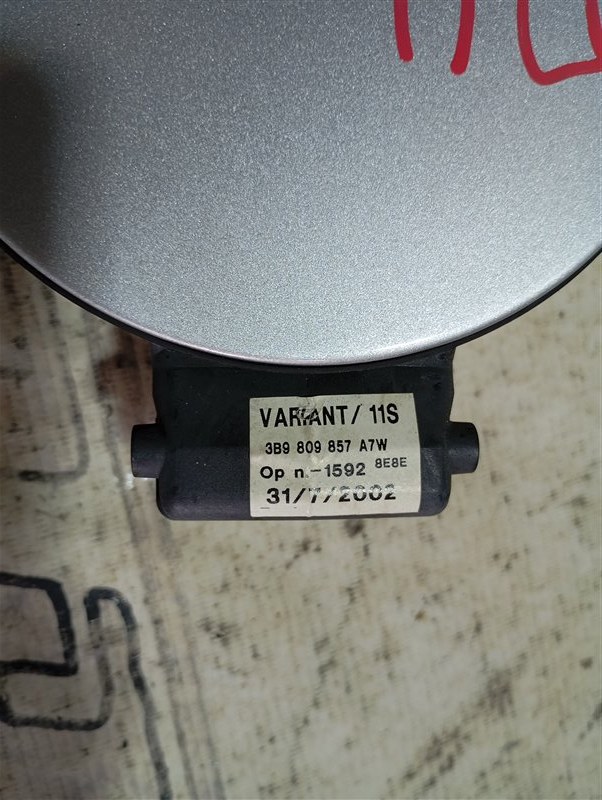 VARIANT/ 11S
3B9 809 857 A7W
Op n.-1592 8E8E
31/7/2002